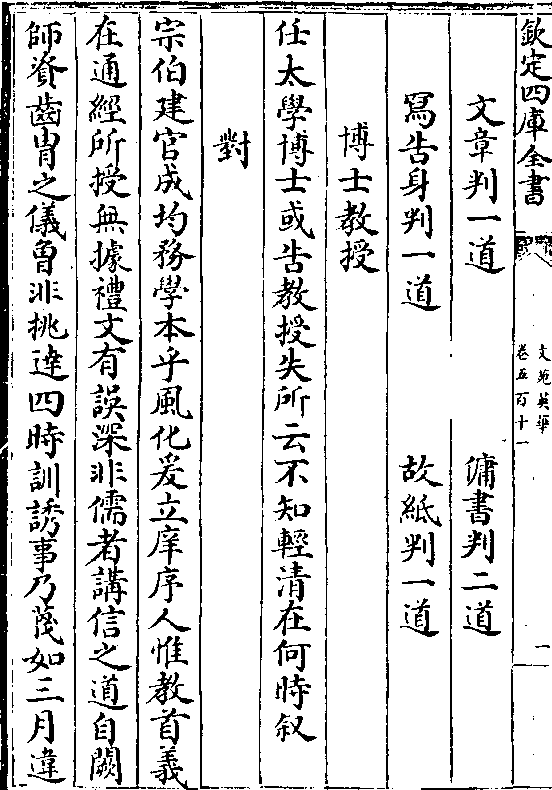 欽定四庫全書
文苑英華
卷五百十一
一
文章判一道
傭書判二道
寫告身判一道
故紙判一道
博士教授
任太學博士或告教授失所云不知輕清在何時叙
對
宗伯建官成均務學本乎風化爰立庠序人惟教首義
在通經所授無據禮文有誤深非儒者講信之道自闕
師資齒胄之儀曾非挑達四時訓誘事乃蔑如三月違